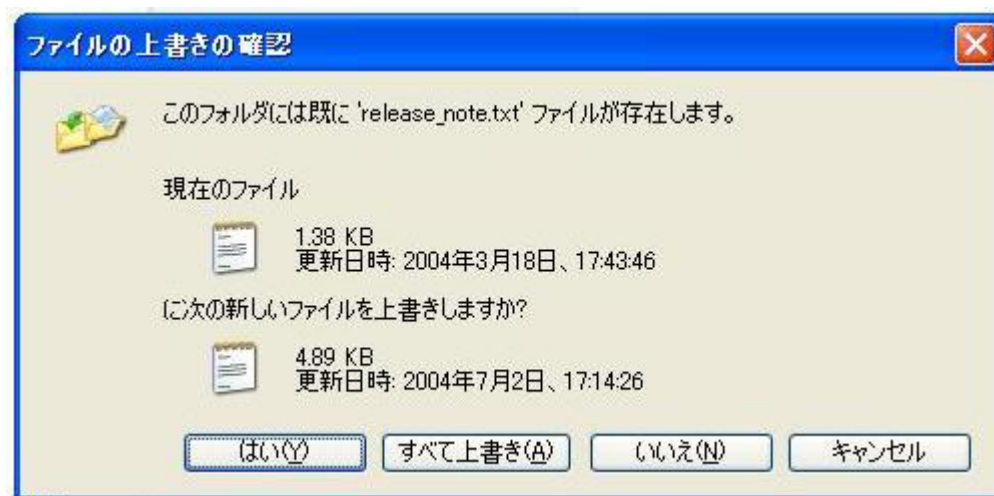 ファイルの上書きの確認
このフォルダには既に 'release_note.txt' ファイルが存在します。
現在のファイル
1.38 KB
更新日時: 2004年3月18日、17:43:46
に次の新しいファイルを上書きしますか?
4.89 KB
更新日時: 2004年7月2日、17:14:26
はい(Y) すべて上書き(A) いいえ(N) キャンセル